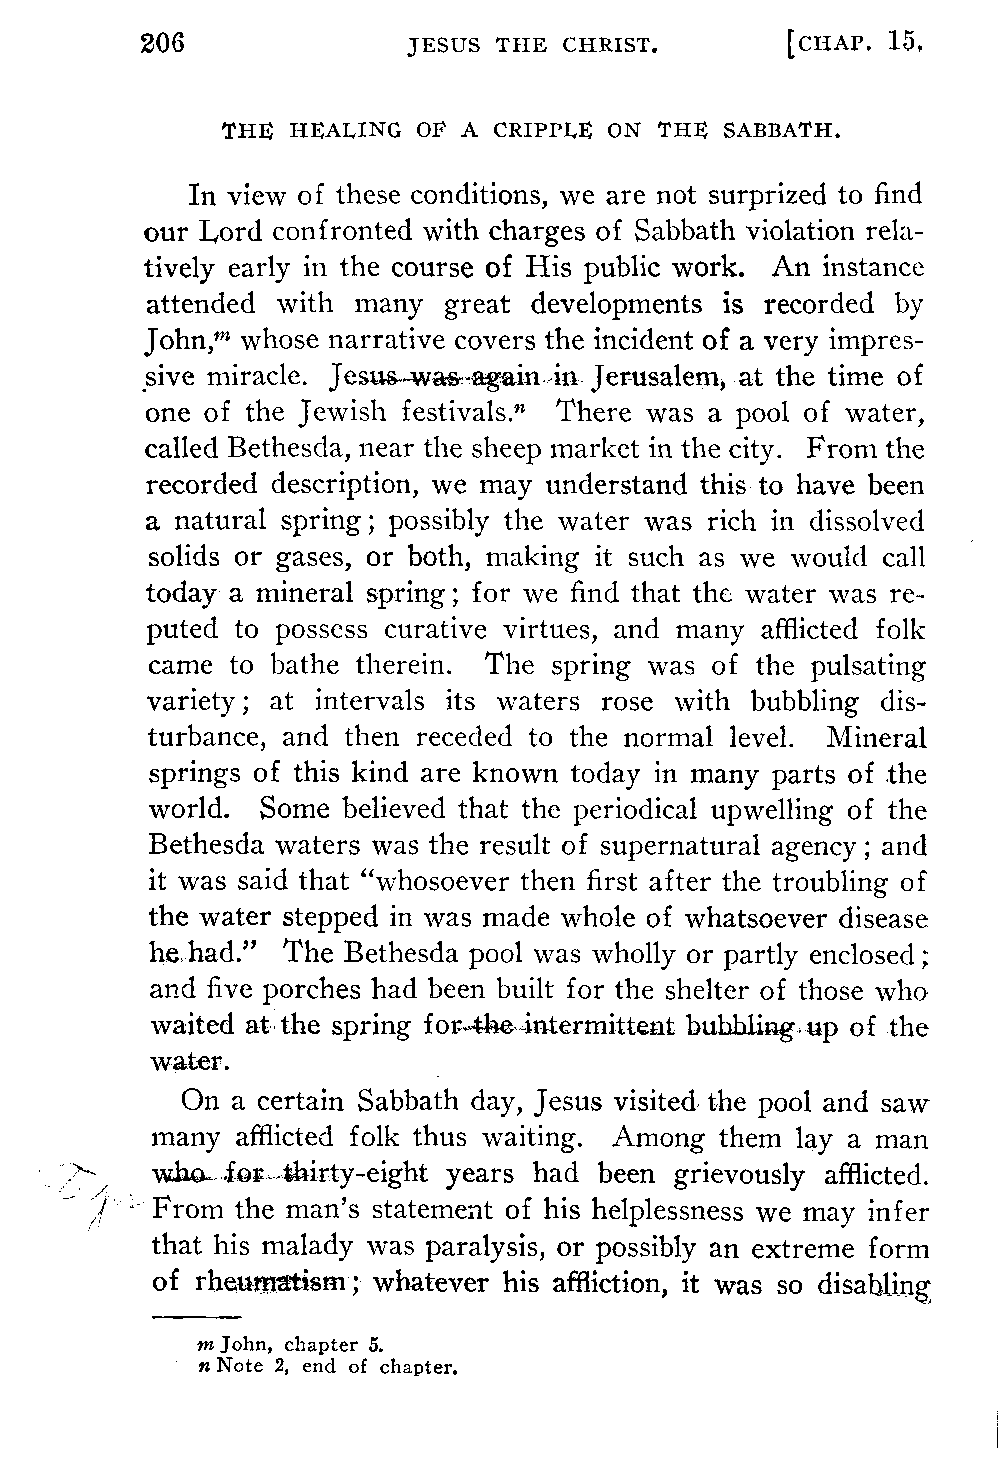 206 JESUS THE CHRIST. [CHAP. 15.
THE HEALING OF A CRIPPLE ON THE SABBATH.
In view of these conditions, we are not surprized to find
our Lord confronted with charges of Sabbath violation rela-
tively early in the course of His public work. An instance
attended with many great developments is recorded by
John,m whose narrative covers the incident of a very impres-
sive miracle. Jesus was again in Jerusalem, at the time of
one of the Jewish festivals.n There was a pool of water,
called Bethesda, near the sheep market in the city. From the
recorded description, we may understand this to have been
a natural spring; possibly the water was rich in dissolved
solids or gases, or both, making it such as we would call
today a mineral spring; for we find that the water was re-
puted to possess curative virtues, and many afflicted folk
came to bathe therein. The spring was of the pulsating
variety; at intervals its waters rose with bubbling dis-
turbance, and then receded to the normal level. Mineral
springs of this kind are known today in many parts of the
world. Some believed that the periodical upwelling of the
Bethesda waters was the result of supernatural agency; and
it was said that “whosoever then first after the troubling of
the water stepped in was made whole of whatsoever disease
he had.” The Bethesda pool was wholly or partly enclosed;
and five porches had been built for the shelter of those who
waited at the spring for the intermittent bubbling up of the
water.
On a certain Sabbath day, Jesus visited the pool and saw
many afflicted folk thus waiting. Among them lay a man
who for thirty-eight years had been grievously afflicted.
From the man's statement of his helplessness we may infer
that his malady was paralysis, or possibly an extreme form
of rheumatism; whatever his affliction, it was so disabling
m John, chapter 5.
n Note 2, end of chapter.